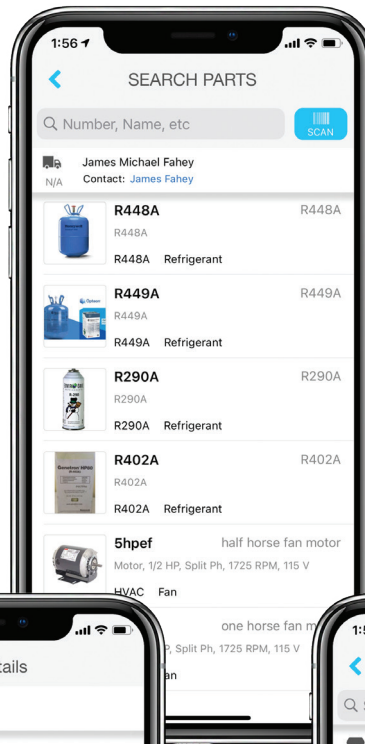 1:56
SEARCH PARTS
Number, Name, etc
SCAN
James Michael Fahey
N/A
Contact: James Fahey
R448A R448A
R448A
R448A Refrigerant
R449A R449A
R449A
R449A Refrigerant
R290A R290A
R290A
R290A Refrigerant
R402A R402A
R402A
R402A Refrigerant
5hpef half horse fan motor
Motor, 1/2 HP, Split Ph, 1725 RPM, 115 V
HVAC Fan
one horse fan
Split Ph, 1725 RPM, 115 V